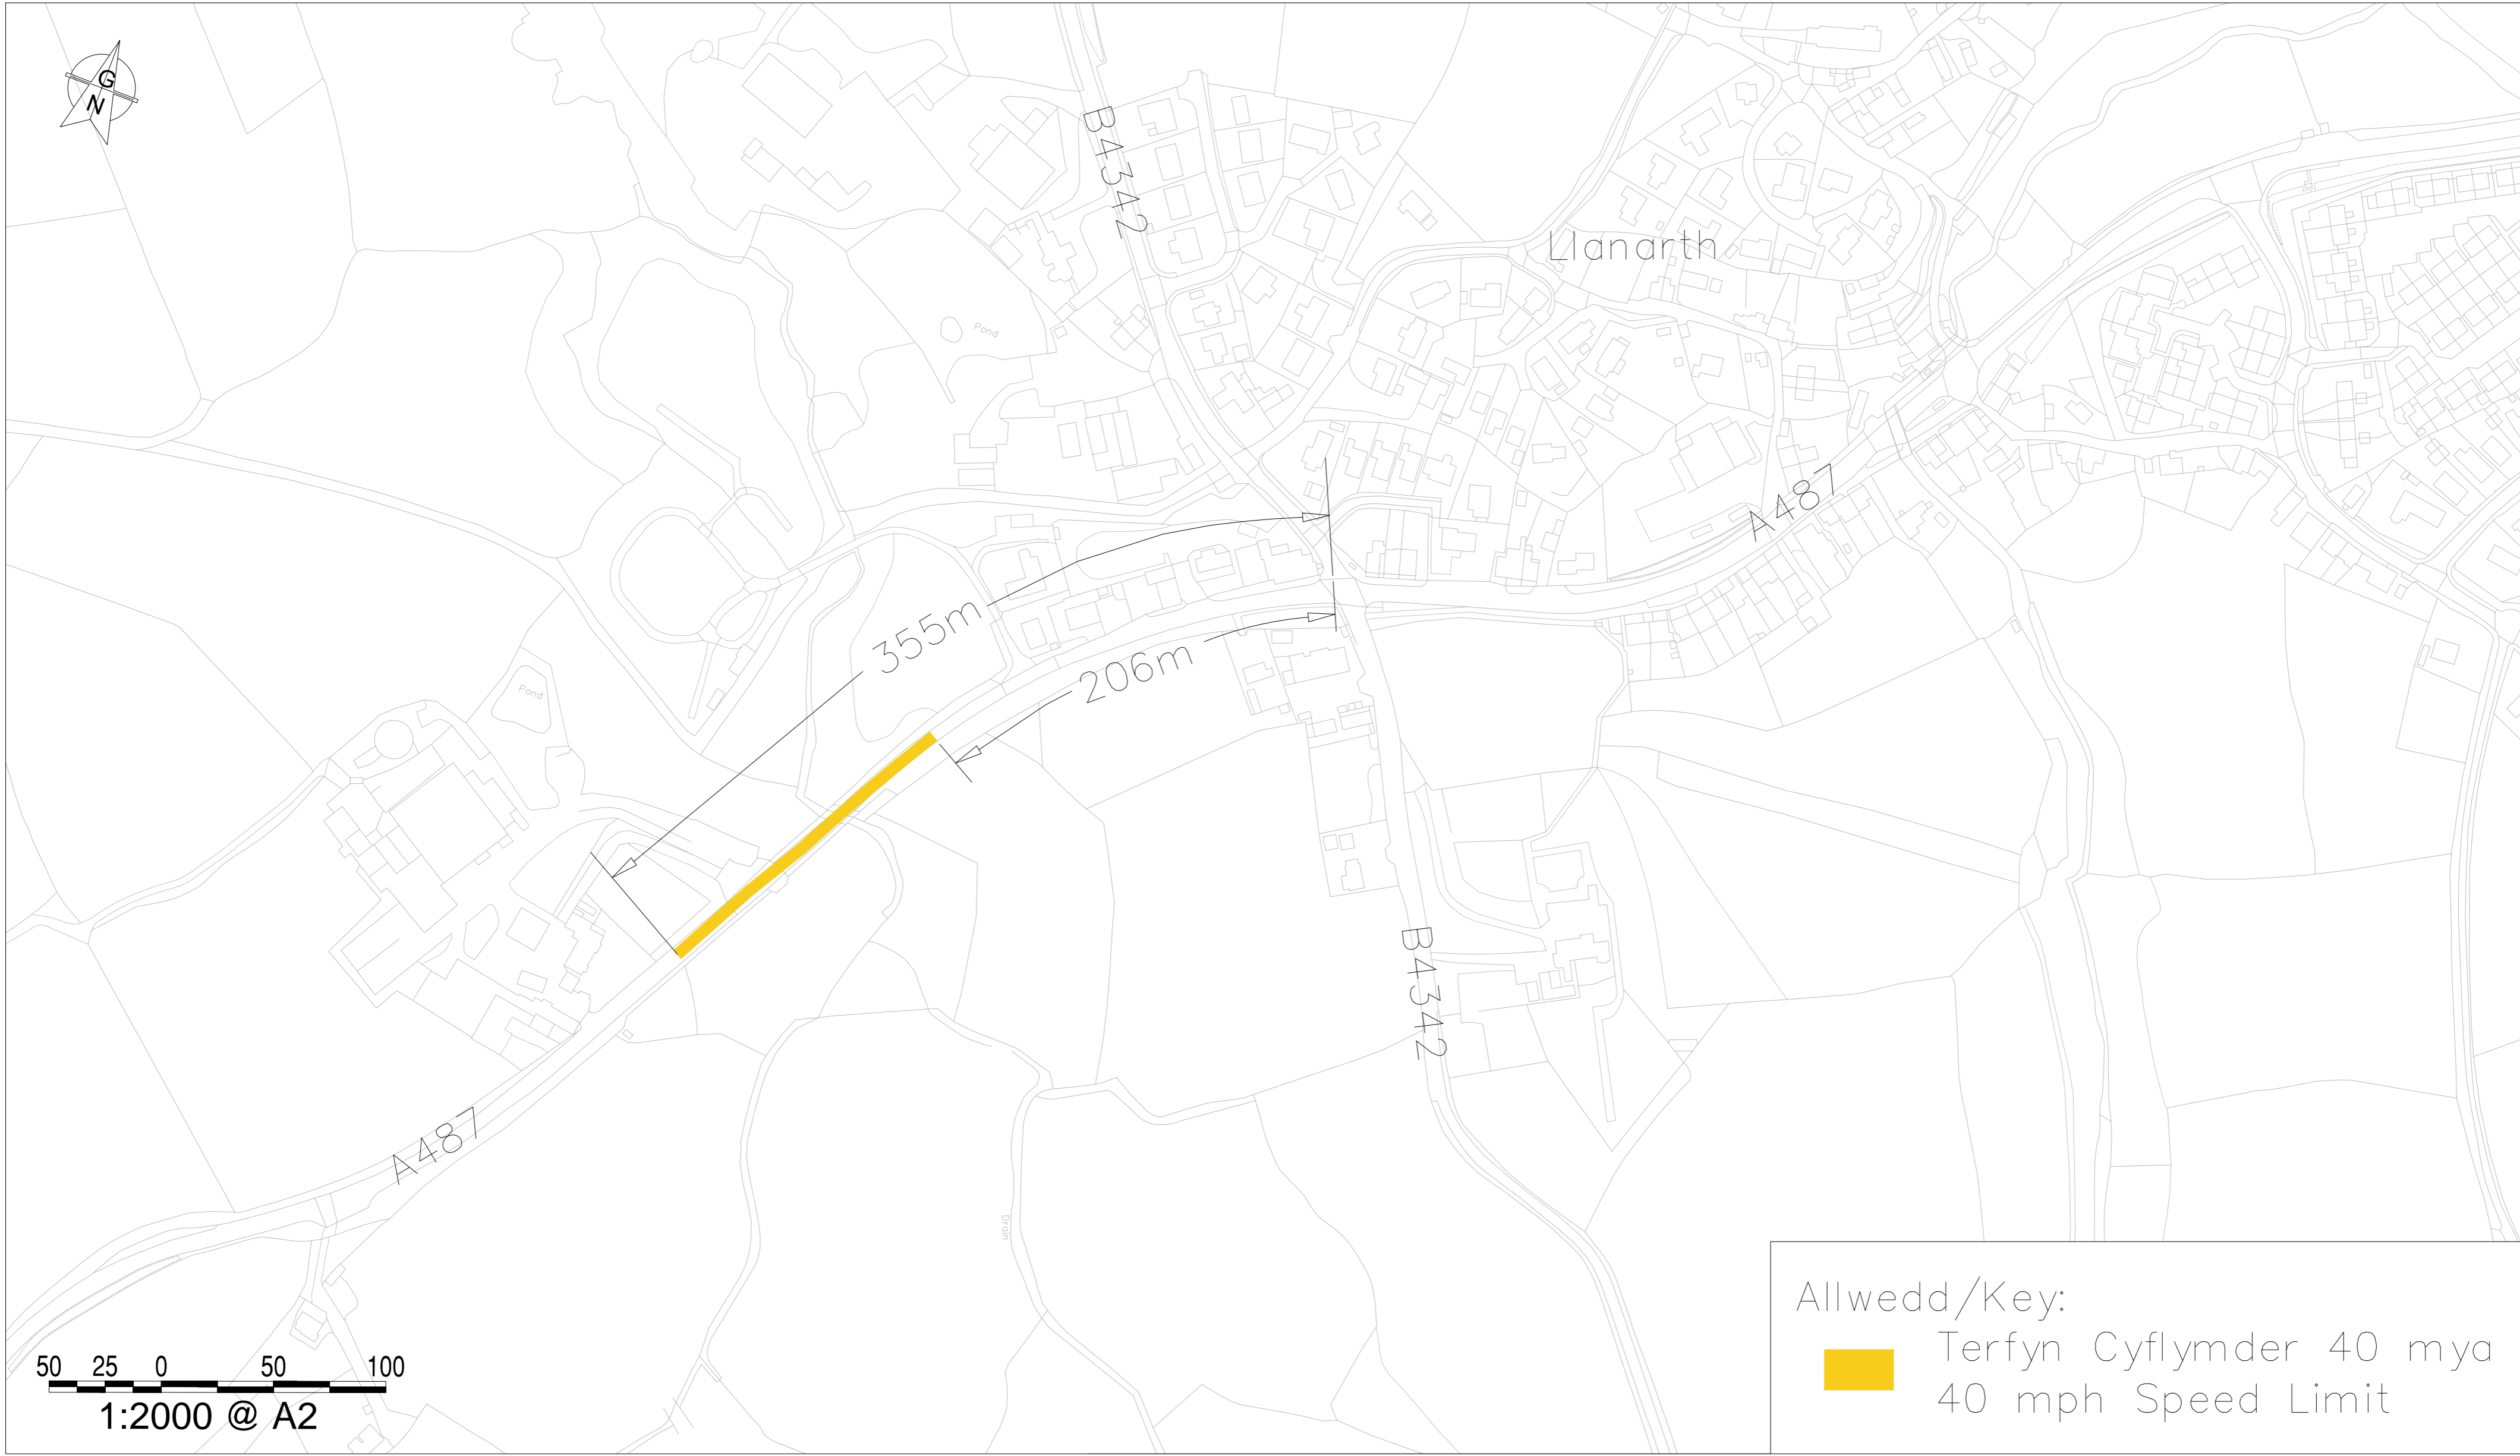 G
N
B4342
Llanarth
Pond
A487
355m
206m
Pond
B4342
A487
Drain
Allwedd/Key:
Terfyn Cyflymder 40 mya
40 mph Speed Limit
50 25 0 50 100
1:2000 @ A2